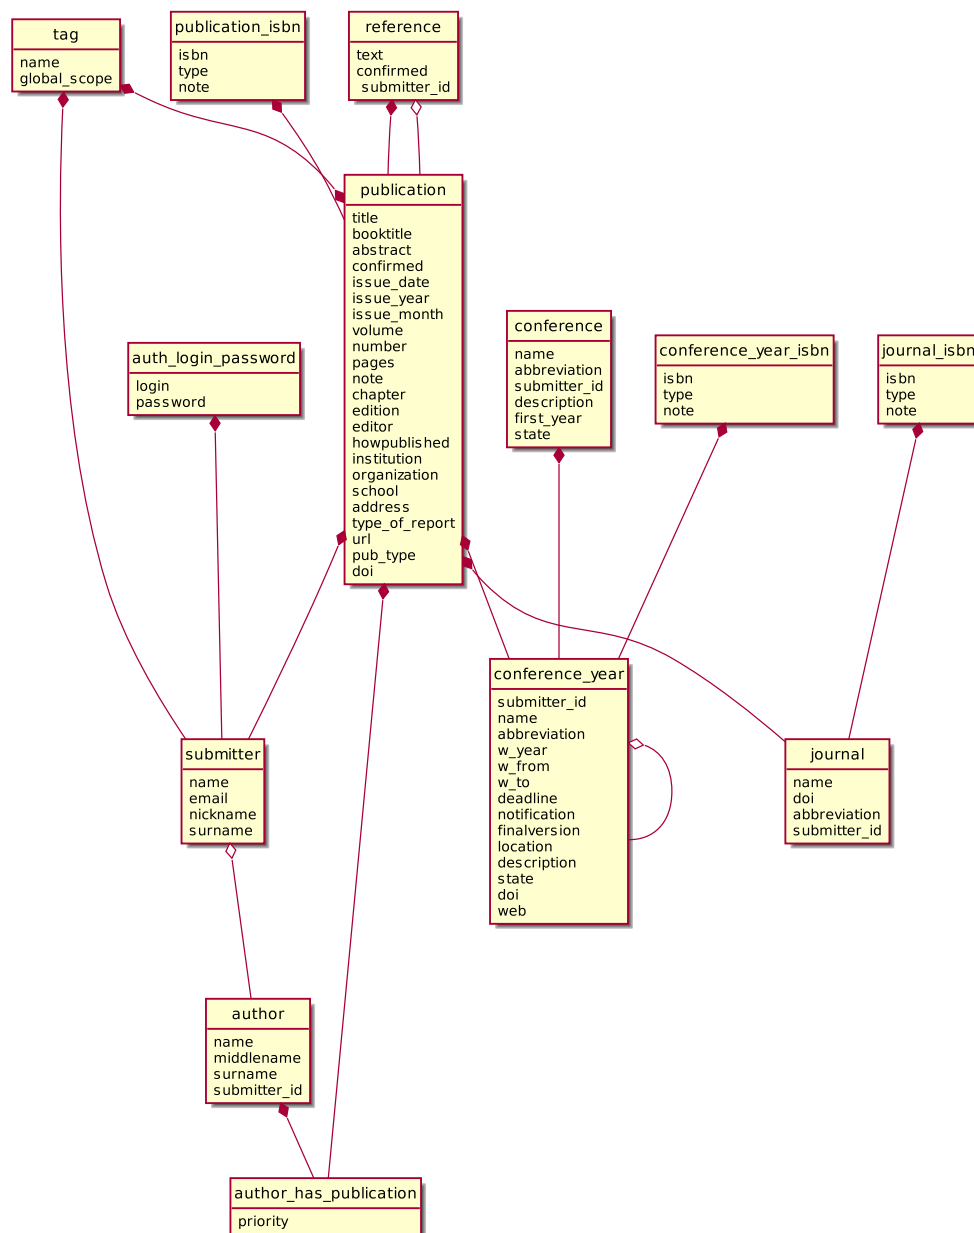 tag
name
global_scope
publication_isbn
isbn
type
note
reference
text
confirmed
submitter_id
publication
title
booktitle
abstract
confirmed
issue_date
issue_year
issue_month
volume
number
pages
note
chapter
edition
editor
howpublished
institution
organization
school
address
type_of_report
url
pub_type
doi
auth_login_password
login
password
conference
name
abbreviation
submitter_id
description
first_year
state
conference_year_isbn
isbn
type
note
journal_isbn
isbn
type
note
submitter
name
email
nickname
surname
conference_year
submitter_id
name
abbreviation
w_year
w_from
w_to
deadline
notification
finalversion
location
description
state
doi
web
journal
name
doi
abbreviation
submitter_id
author
name
middlename
surname
submitter_id
author_has_publication
priority